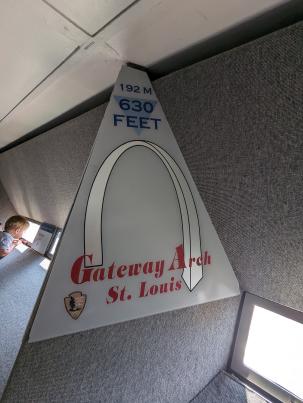 192 M
630
FEET
Gateway Arch
St. Louis